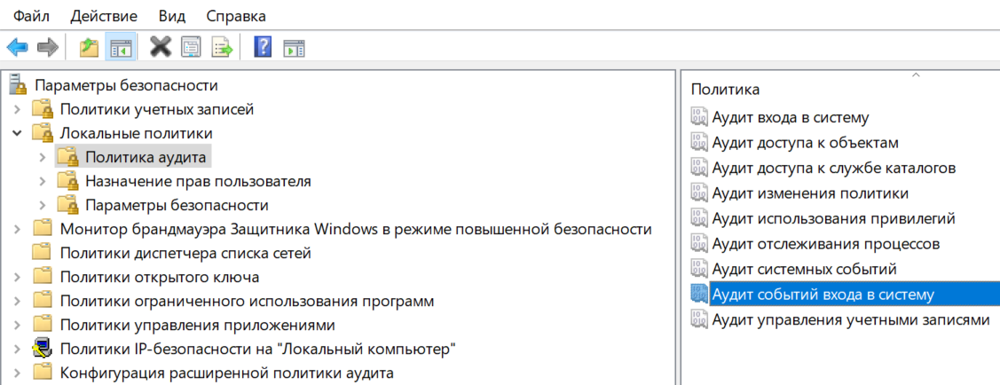 Файл Действие Вид Справка
Параметры безопасности
Политики учетных записей
Локальные политики
Политика аудита
Назначение прав пользователя
Параметры безопасности
Монитор брандмауэра Защитника Windows в режиме повышенной безопасности
Политики диспетчера списка сетей
Политики открытого ключа
Политики ограниченного использования программ
Политики управления приложениями
Политики IP-безопасности на "Локальный компьютер"
Конфигурация расширенной политики аудита
Политика
Аудит входа в систему
Аудит доступа к объектам
Аудит доступа к службе каталогов
Аудит изменения политики
Аудит использования привилегий
Аудит отслеживания процессов
Аудит системных событий
Аудит событий входа в систему
Аудит управления учетными записями